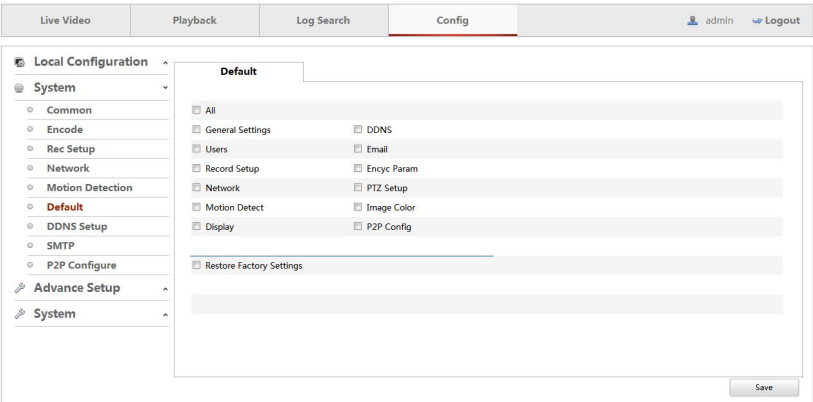 Live Video Playback Log Search Config admin Logout
Local Configuration
System
Common
Encode
Rec Setup
Network
Motion Detection
Default
DDNS Setup
SMTP
P2P Configure
Advance Setup
System
Default
All
General Settings DDNS
Users Email
Record Setup Encyc Param
Network PTZ Setup
Motion Detect Image Color
Display P2P Config
Restore Factory Settings
Save